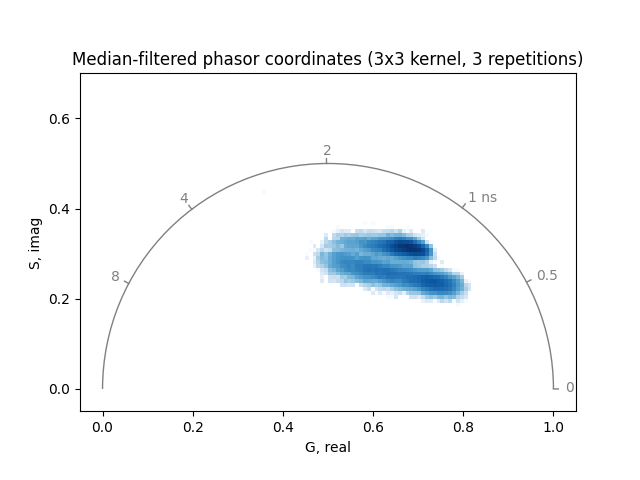 Median-filtered phasor coordinates (3x3 kernel, 3 repetitions)
0.6
0.4
0.2
0.0
S, imag
8
4
2
1 ns
0.5
0
0.0 0.2 0.4 0.6 0.8 1.0
G, real